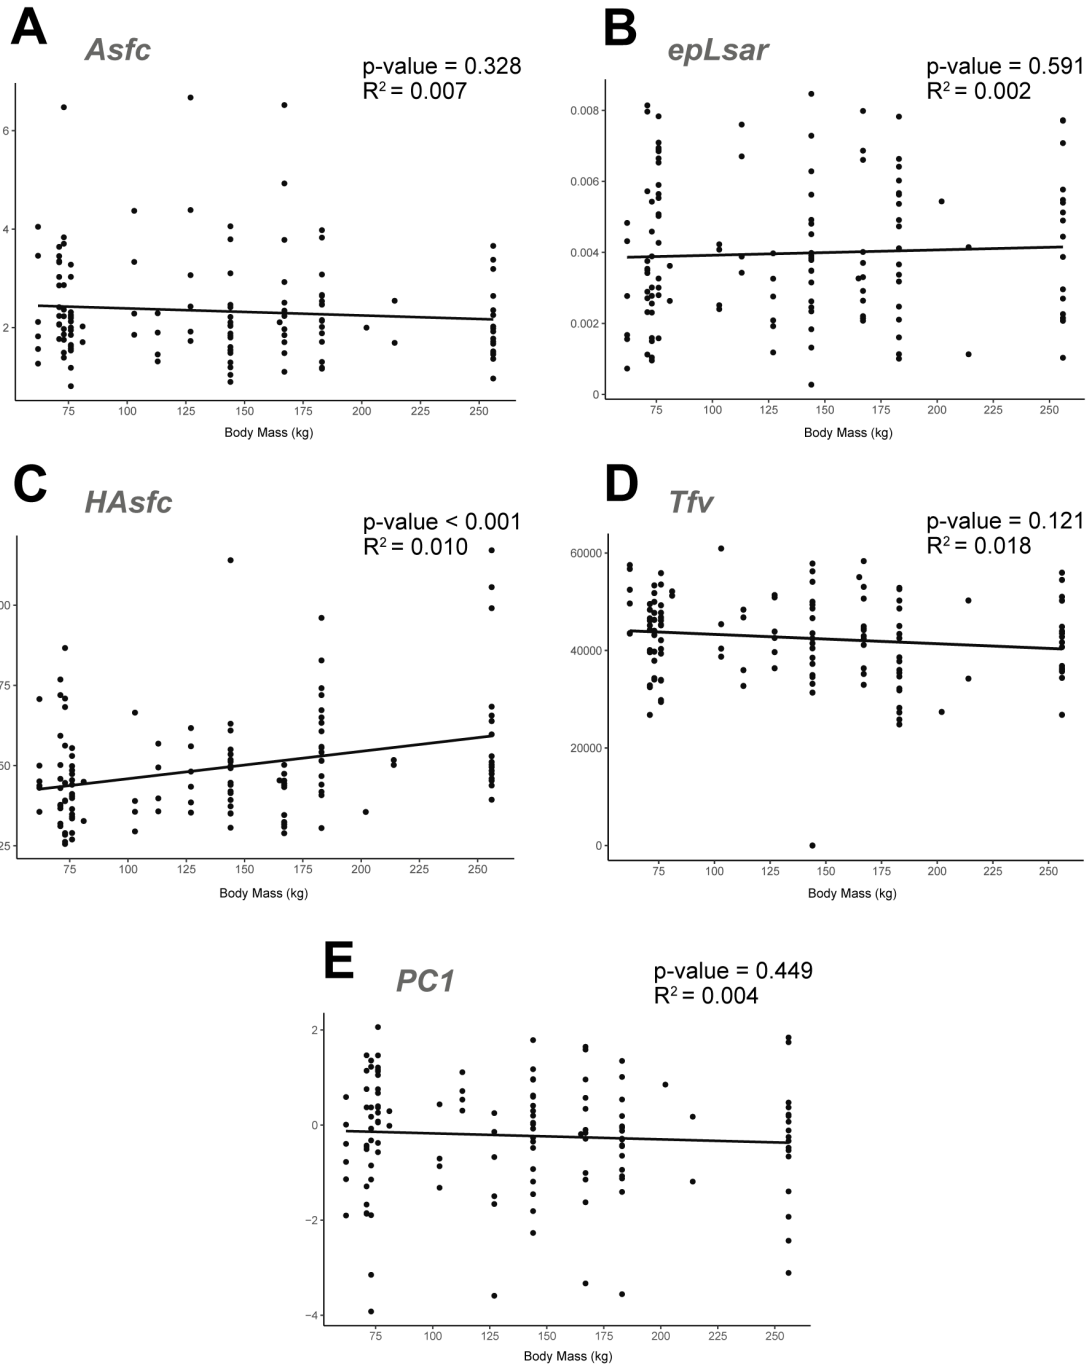 A
Asfc
p-value = 0.328
R² = 0.007
6
4
2
75 100 125 150 175 200 225 250
Body Mass (kg)
B
epLsar
p-value = 0.591
R² = 0.002
0.008
0.006
0.004
0.002
0
75 100 125 150 175 200 225 250
Body Mass (kg)
C
HAsfc
p-value < 0.001
R² = 0.010
00
75
50
25
75 100 125 150 175 200 225 250
Body Mass (kg)
D
Tfv
p-value = 0.121
R² = 0.018
60000
40000
20000
0
75 100 125 150 175 200 225 250
Body Mass (kg)
E
PC1
p-value = 0.449
R² = 0.004
2
0
−2
−4
75 100 125 150 175 200 225 250
Body Mass (kg)